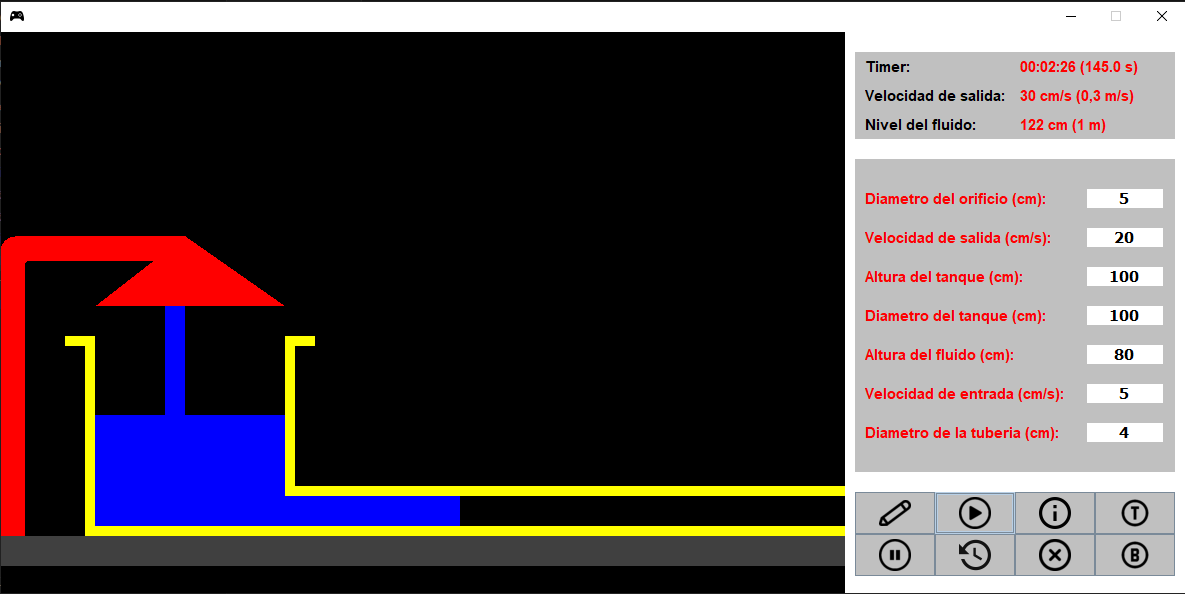 Timer: 00:02:26 (145.0 s)
Velocidad de salida: 30 cm/s (0,3 m/s)
Nivel del fluido: 122 cm (1 m)
Diametro del orificio (cm): 5
Velocidad de salida (cm/s): 20
Altura del tanque (cm): 100
Diametro del tanque (cm): 100
Altura del fluido (cm): 80
Velocidad de entrada (cm/s): 5
Diametro de la tuberia (cm): 4
T
B